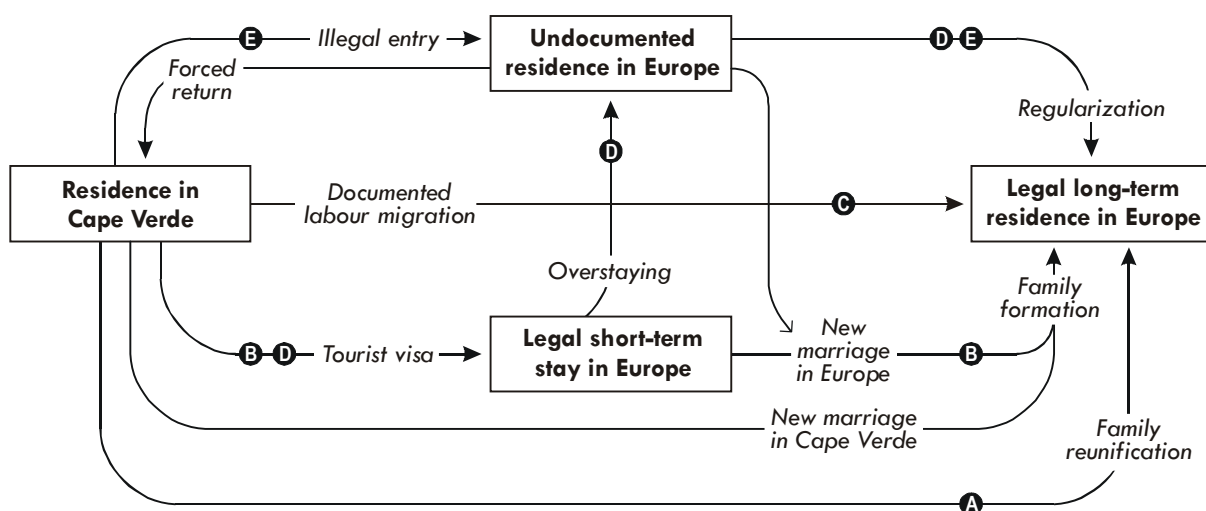 E Illegal entry
Undocumented
residence in Europe
D E
Forced
return
Regularization
D
Residence in
Cape Verde
Documented
labour migration
C
Legal long-term
residence in Europe
Overstaying
Family
formation
B D Tourist visa
Legal short-term
stay in Europe
New
marriage
in Europe
B
New marriage
in Cape Verde
Family
reunification
A